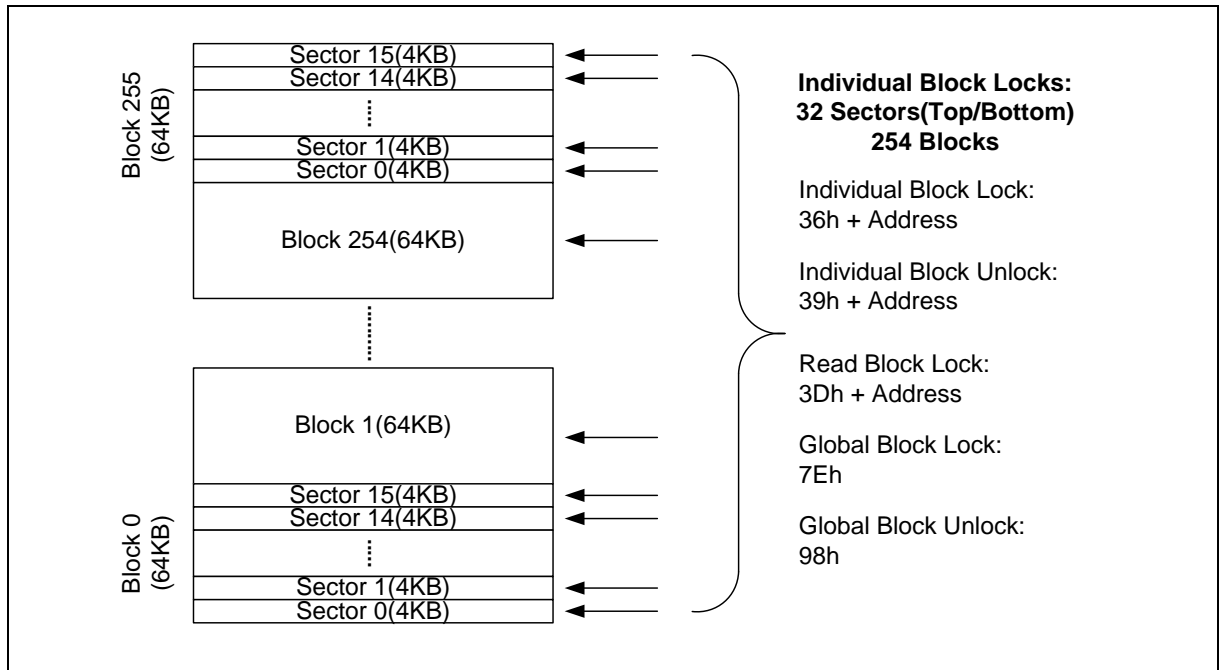 Block 255
(64KB)
Sector 15(4KB)
Sector 14(4KB)
Sector 1(4KB)
Sector 0(4KB)
Block 254(64KB)
Block 1(64KB)
Block 0
(64KB)
Sector 15(4KB)
Sector 14(4KB)
Sector 1(4KB)
Sector 0(4KB)
Individual Block Locks:
32 Sectors(Top/Bottom)
254 Blocks
Individual Block Lock:
36h + Address
Individual Block Unlock:
39h + Address
Read Block Lock:
3Dh + Address
Global Block Lock:
7Eh
Global Block Unlock:
98h